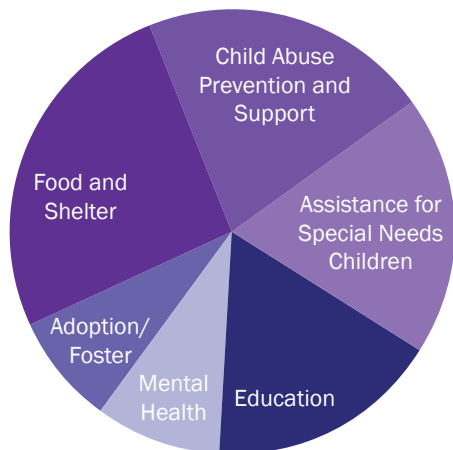 Child Abuse
Prevention and
Support
Assistance for
Special Needs
Children
Education
Mental
Health
Adoption/
Foster
Food and
Shelter